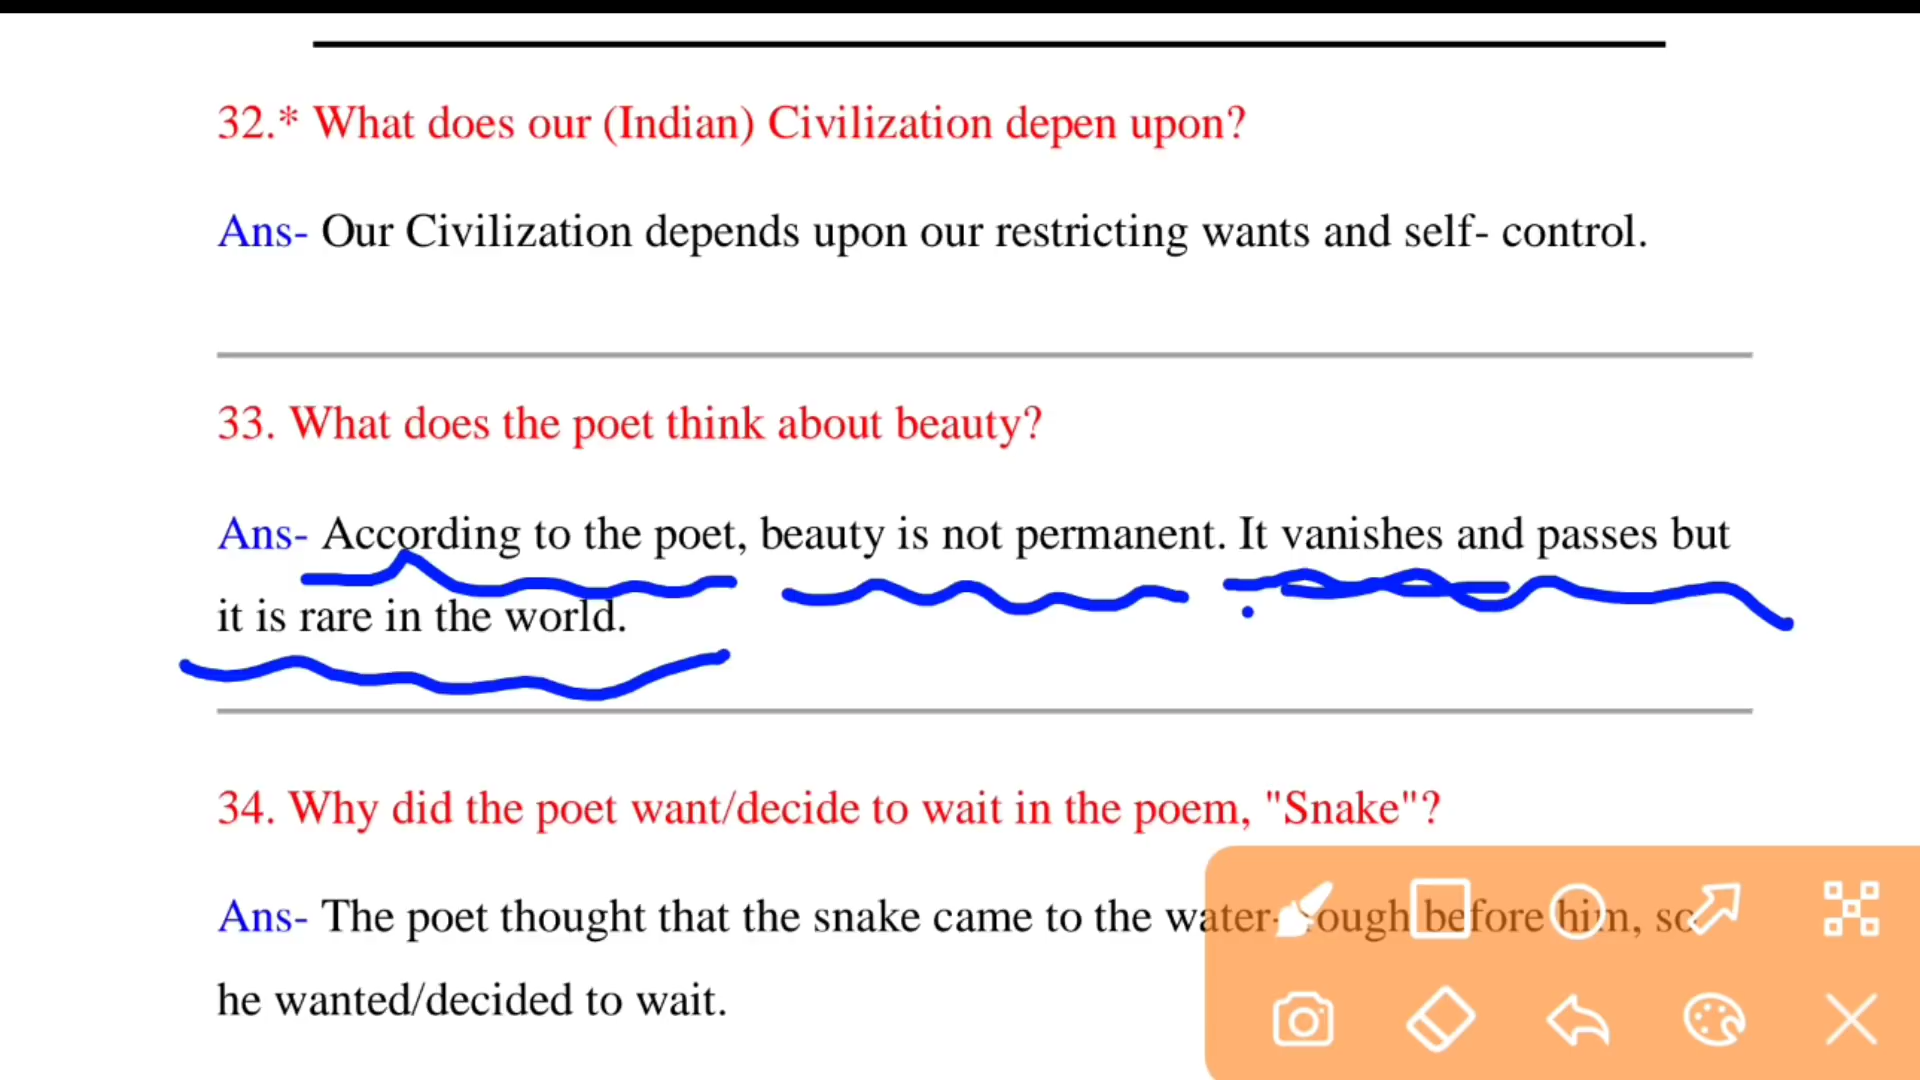 32.* What does our (Indian) Civilization depen upon?
Ans- Our Civilization depends upon our restricting wants and self- control.
33. What does the poet think about beauty?
Ans- According to the poet, beauty is not permanent. It vanishes and passes but
it is rare in the world.
34. Why did the poet want/decide to wait in the poem, "Snake"?
Ans- The poet thought that the snake came to the before him, so
he wanted/decided to wait.